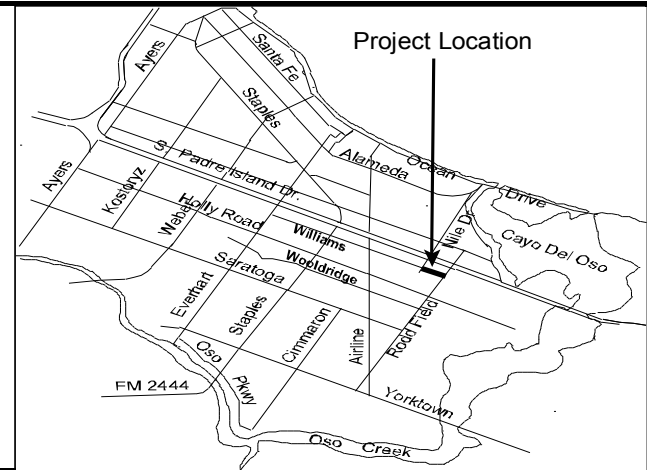 Project Location
Ayers
Santa Fe
Staples
Alameda
Ocean
Drive
S
Padre Island Dr.
Ayers
Kostoryz
Weber
Holly Road
Williams
Nile Dr
Cayo Del Oso
Saratoga
Wooldridge
Everhart
Staples
Cimmaron
Airline
Rodd Field
Oso
Pkwy
FM 2444
Yorktown
Oso Creek